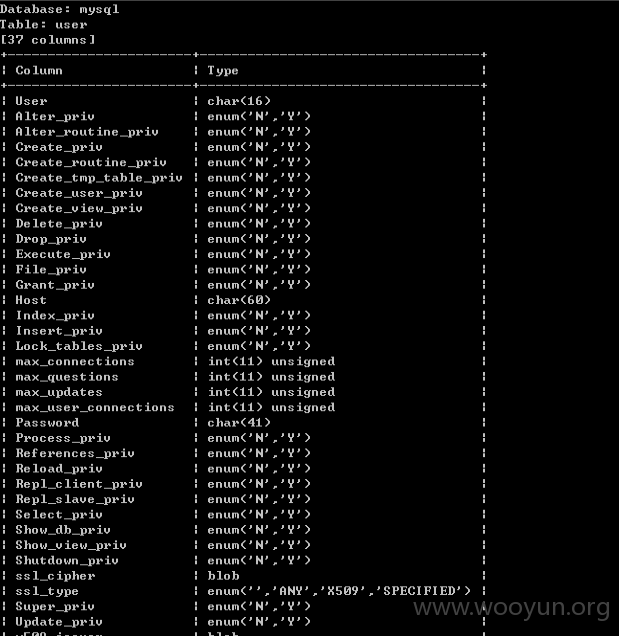 Database: mysql
Table: user
[37 columns]
Column | Type
User | char(16)
Alter_priv | enum('N','Y')
Alter_routine_priv | enum('N','Y')
Create_priv | enum('N','Y')
Create_routine_priv | enum('N','Y')
Create_tmp_table_priv | enum('N','Y')
Create_user_priv | enum('N','Y')
Create_view_priv | enum('N','Y')
Delete_priv | enum('N','Y')
Drop_priv | enum('N','Y')
Execute_priv | enum('N','Y')
File_priv | enum('N','Y')
Grant_priv | enum('N','Y')
Host | char(60)
Index_priv | enum('N','Y')
Insert_priv | enum('N','Y')
Lock_tables_priv | enum('N','Y')
max_connections | int(11) unsigned
max_questions | int(11) unsigned
max_updates | int(11) unsigned
max_user_connections | int(11) unsigned
Password | char(41)
Process_priv | enum('N','Y')
References_priv | enum('N','Y')
Reload_priv | enum('N','Y')
Repl_client_priv | enum('N','Y')
Repl_slave_priv | enum('N','Y')
Select_priv | enum('N','Y')
Show_db_priv | enum('N','Y')
Show_view_priv | enum('N','Y')
Shutdown_priv | enum('N','Y')
ssl_cipher | blob
ssl_type | enum('','ANY','X509','SPECIFIED')
Super_priv | enum('N','Y')
Update_priv | enum('N','Y')
www.wooyun.org